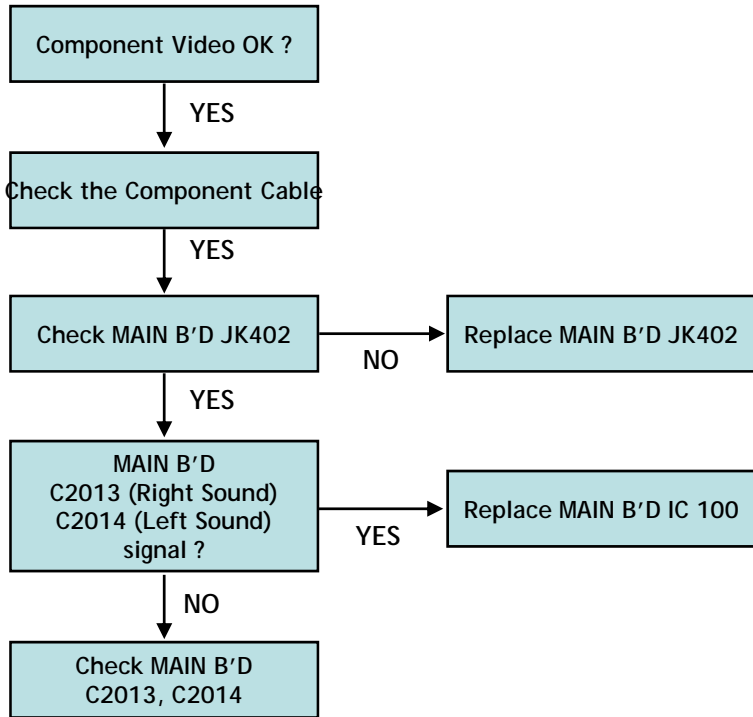 Component Video OK ?
YES
Check the Component Cable
YES
Check MAIN B’D JK402
NO
Replace MAIN B’D JK402
YES
MAIN B’D
C2013 (Right Sound)
C2014 (Left Sound)
signal ?
YES
Replace MAIN B’D IC 100
NO
Check MAIN B’D
C2013, C2014